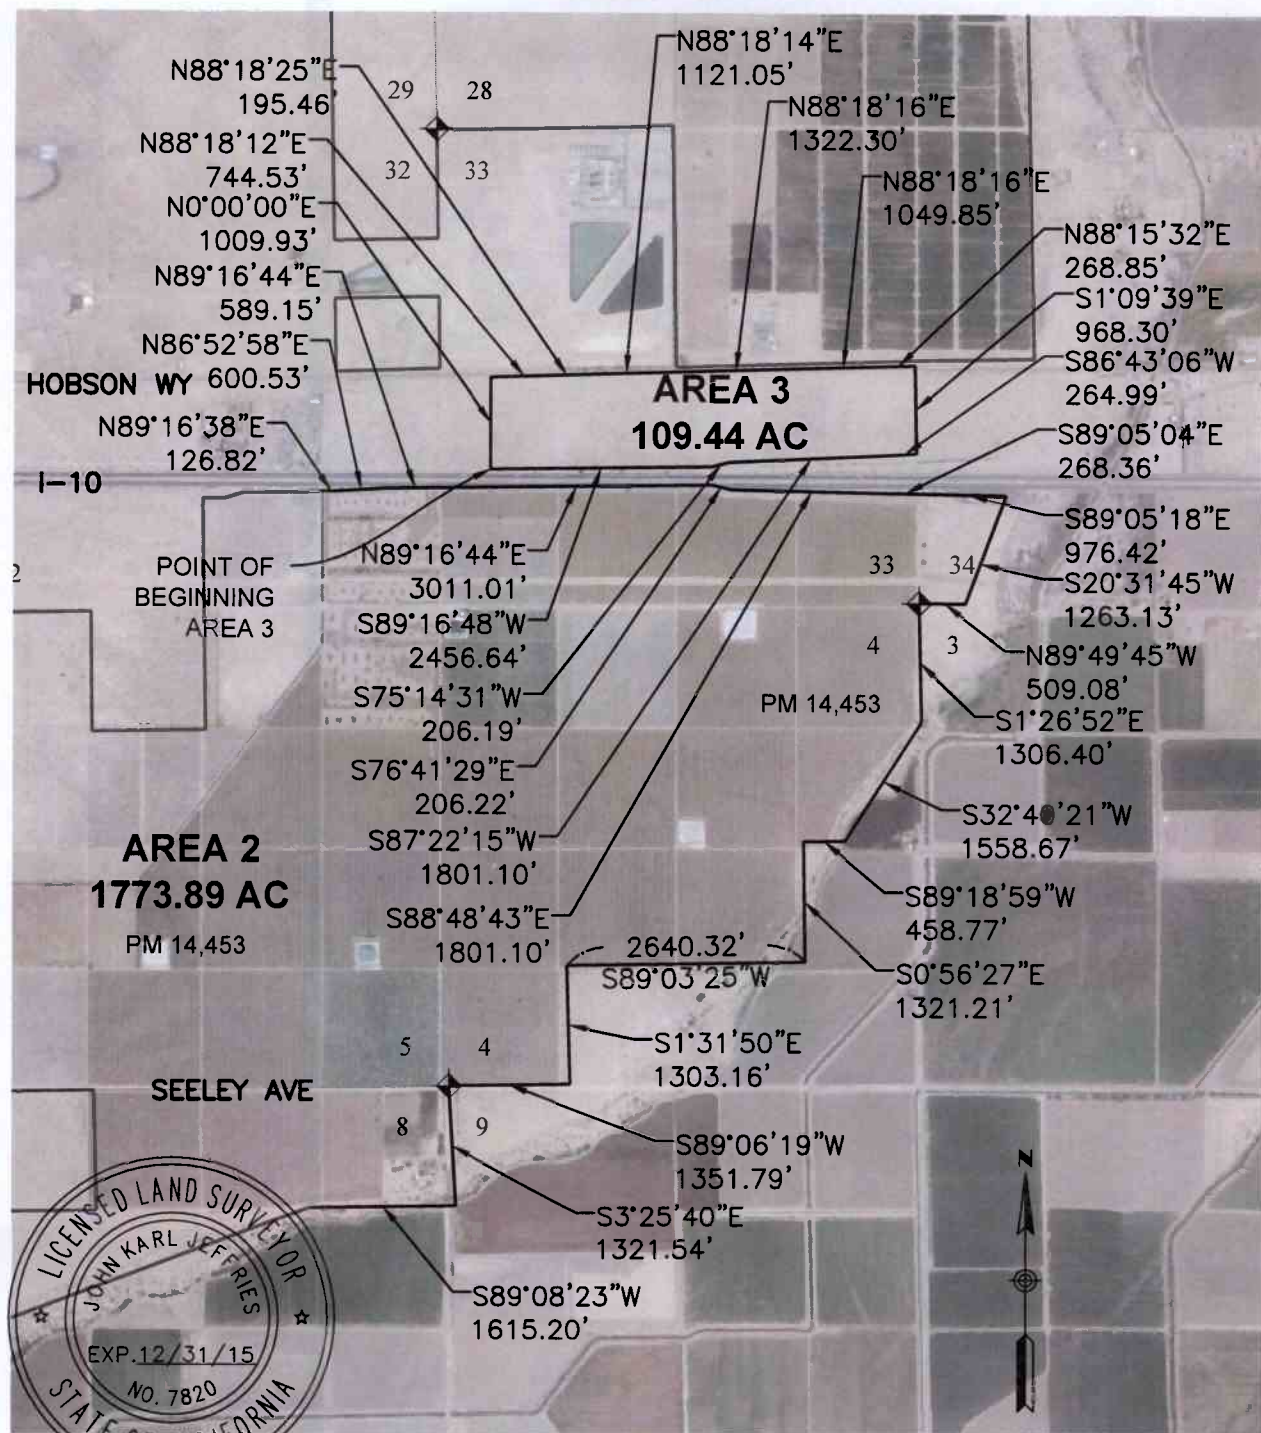 N88°18'25"E
195.46
N88°18'12"E
744.53'
N0°00'00"E
1009.93'
N89°16'44"E
589.15'
N86°52'58"E
HOBSON WY 600.53'
N89°16'38"E
126.82'
I-10
29 28
32 33
N88°18'14"E
1121.05'
N88°18'16"E
1322.30'
N88°18'16"E
1049.85'
N88°15'32"E
268.85'
S1°09'39"E
968.30'
S86°43'06"W
264.99'
S89°05'04"E
268.36'
AREA 3
109.44 AC
S89°05'18"E
976.42'
S20°31'45"W
1263.13'
N89°49'45"W
509.08'
S1°26'52"E
1306.40'
S32°40'21"W
1558.67'
S89°18'59"W
458.77'
S0°56'27"E
1321.21'
2
POINT OF
BEGINNING
AREA 3
N89°16'44"E
3011.01'
S89°16'48"W
2456.64'
S75°14'31"W
206.19'
S76°41'29"E
206.22'
S87°22'15"W
1801.10'
S88°48'43"E
1801.10'
33 34
4 3
PM 14,453
AREA 2
1773.89 AC
PM 14,453
2640.32'
S89°03'25"W
S1°31'50"E
1303.16'
5 4
SEELEY AVE
8 9
S89°06'19"W
1351.79'
S3°25'40"E
1321.54'
S89°08'23"W
1615.20'
N
LICENSED LAND SURVEYOR
JOHN KARL JEFFRIES
EXP. 12/31/15
NO. 7820
STATE